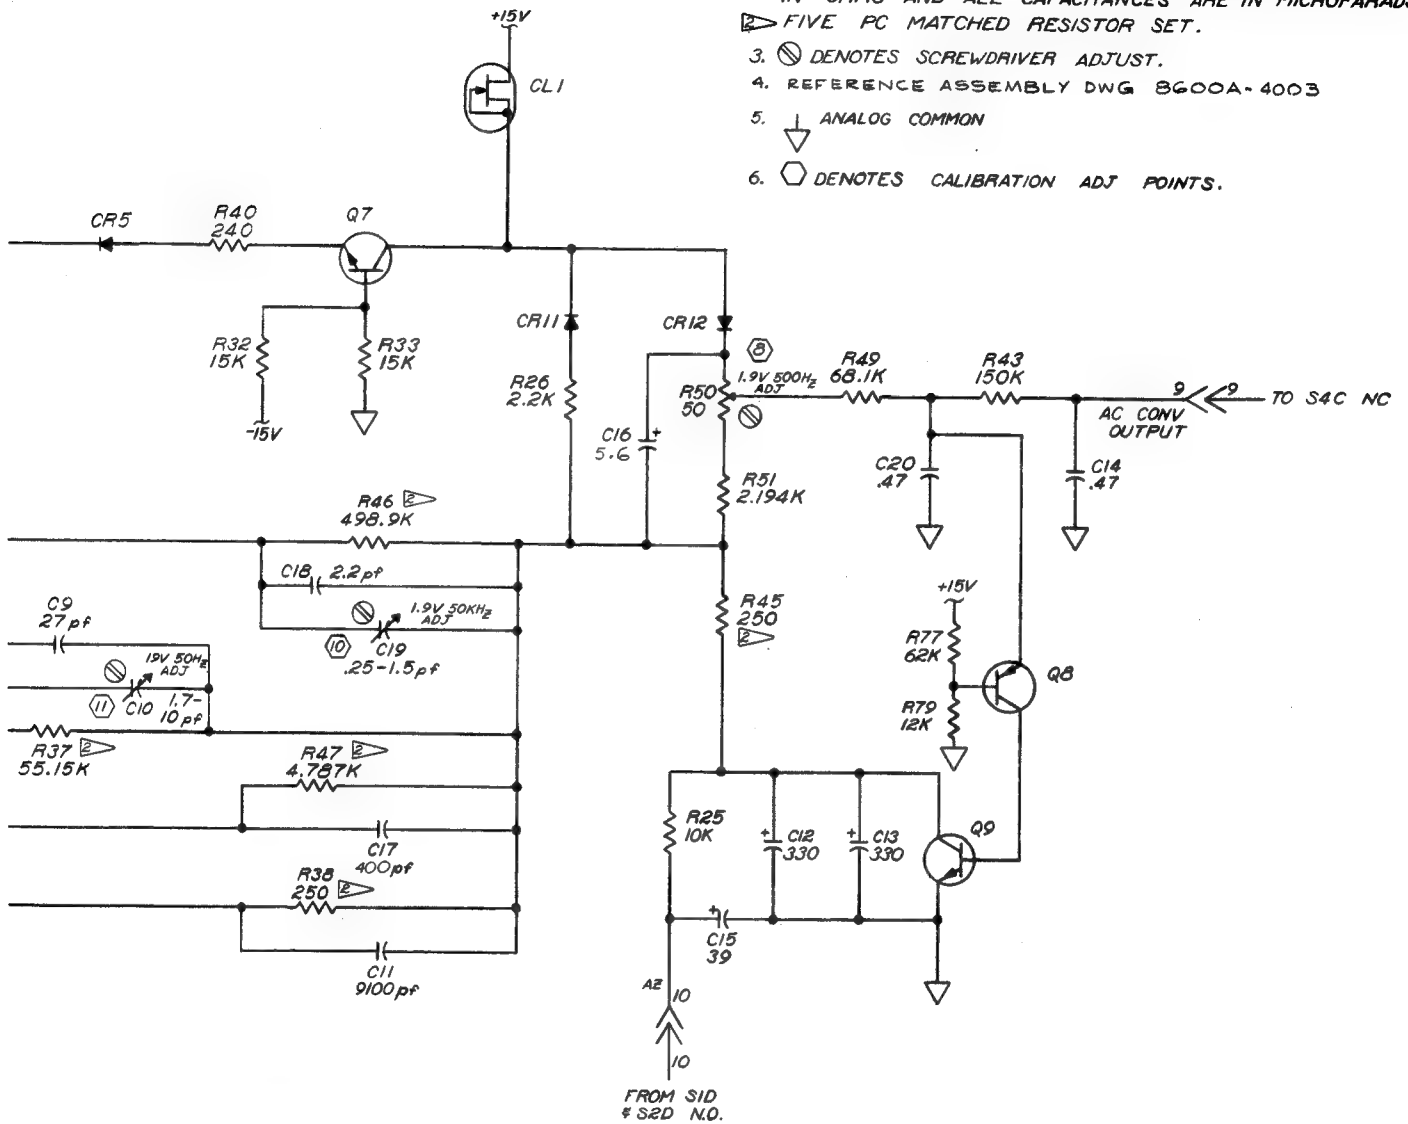 +15V
IN OHMS AND ALL CAPACITANCES ARE IN MICROFARADS
2 FIVE PC MATCHED RESISTOR SET.
3. DENOTES SCREWDRIVER ADJUST.
4. REFERENCE ASSEMBLY DWG 8600A-4003
5. ANALOG COMMON
6. DENOTES CALIBRATION ADJ POINTS.
CL1
CR5
R40
240
Q7
R32
15K
R33
15K
-15V
CR11
R26
2.2K
CR12
8
1.9V 500Hz
ADJ
R50
50
C16
+
5.6
R51
2.194K
R49
68.1K
R43
150K
9
9
TO S4C NC
AC CONV
OUTPUT
C20
.47
C14
.47
R46 2
498.9K
C18 2.2pf
1.9V 50KHz
ADJ
10
C19
.25-1.5pf
C9
27pf
19V 50Hz
ADJ
11
C10
1.7-
10pf
R37 2
55.15K
R47 2
4.787K
C17
400pf
R38
250 2
C11
9100pf
R45
250
2
+15V
R77
62K
R79
12K
Q8
Q9
R25
10K
+
C12
330
+
C13
330
+
C15
39
AZ
10
10
FROM S1D
& S2D N.O.